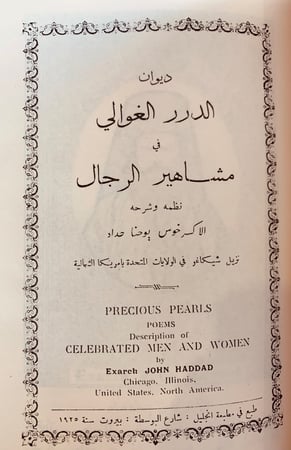 ديوان
الدرر الغوالي
في
مشاهير الرجال
نظمه وشرحه
الاكسرخوس يوحنا حداد
نزيل شيكاغو في الولايات المتحدة باميركا الشمالية
PRECIOUS PEARLS
POEMS
Description of
CELEBRATED MEN AND WOMEN
by
Exarch JOHN HADDAD
Chicago, Illinois,
United States, North America.
طبع في مطبعة انجليل : شارع البوسطة : بيروت سنة ١٩٢٥